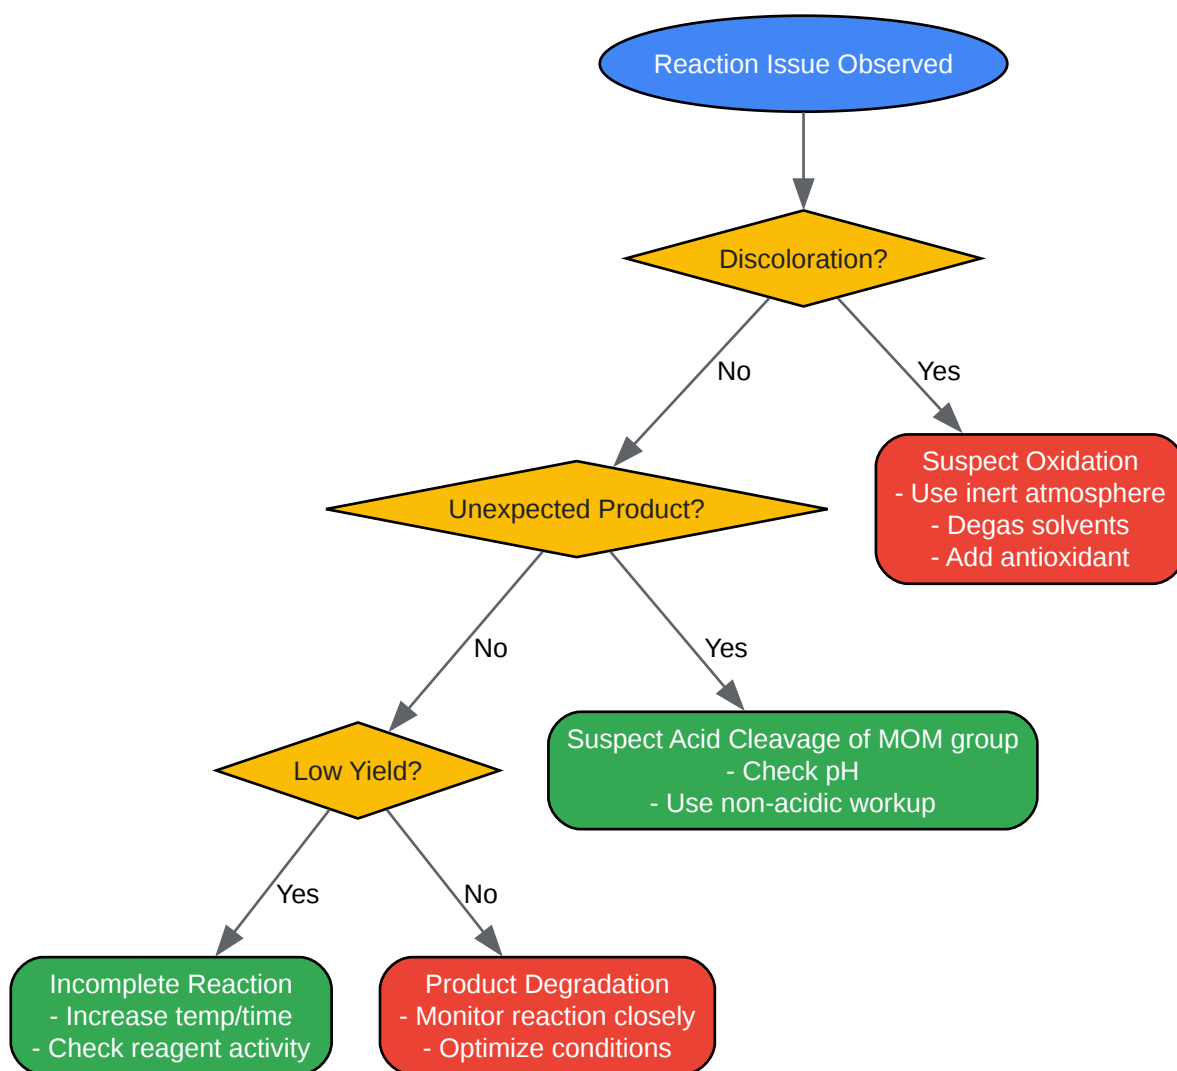 Reaction Issue Observed
Discoloration?
No
Yes
Suspect Oxidation
- Use inert atmosphere
- Degas solvents
- Add antioxidant
Unexpected Product?
No
Yes
Suspect Acid Cleavage of MOM group
- Check pH
- Use non-acidic workup
Low Yield?
Yes
No
Incomplete Reaction
- Increase temp/time
- Check reagent activity
Product Degradation
- Monitor reaction closely
- Optimize conditions